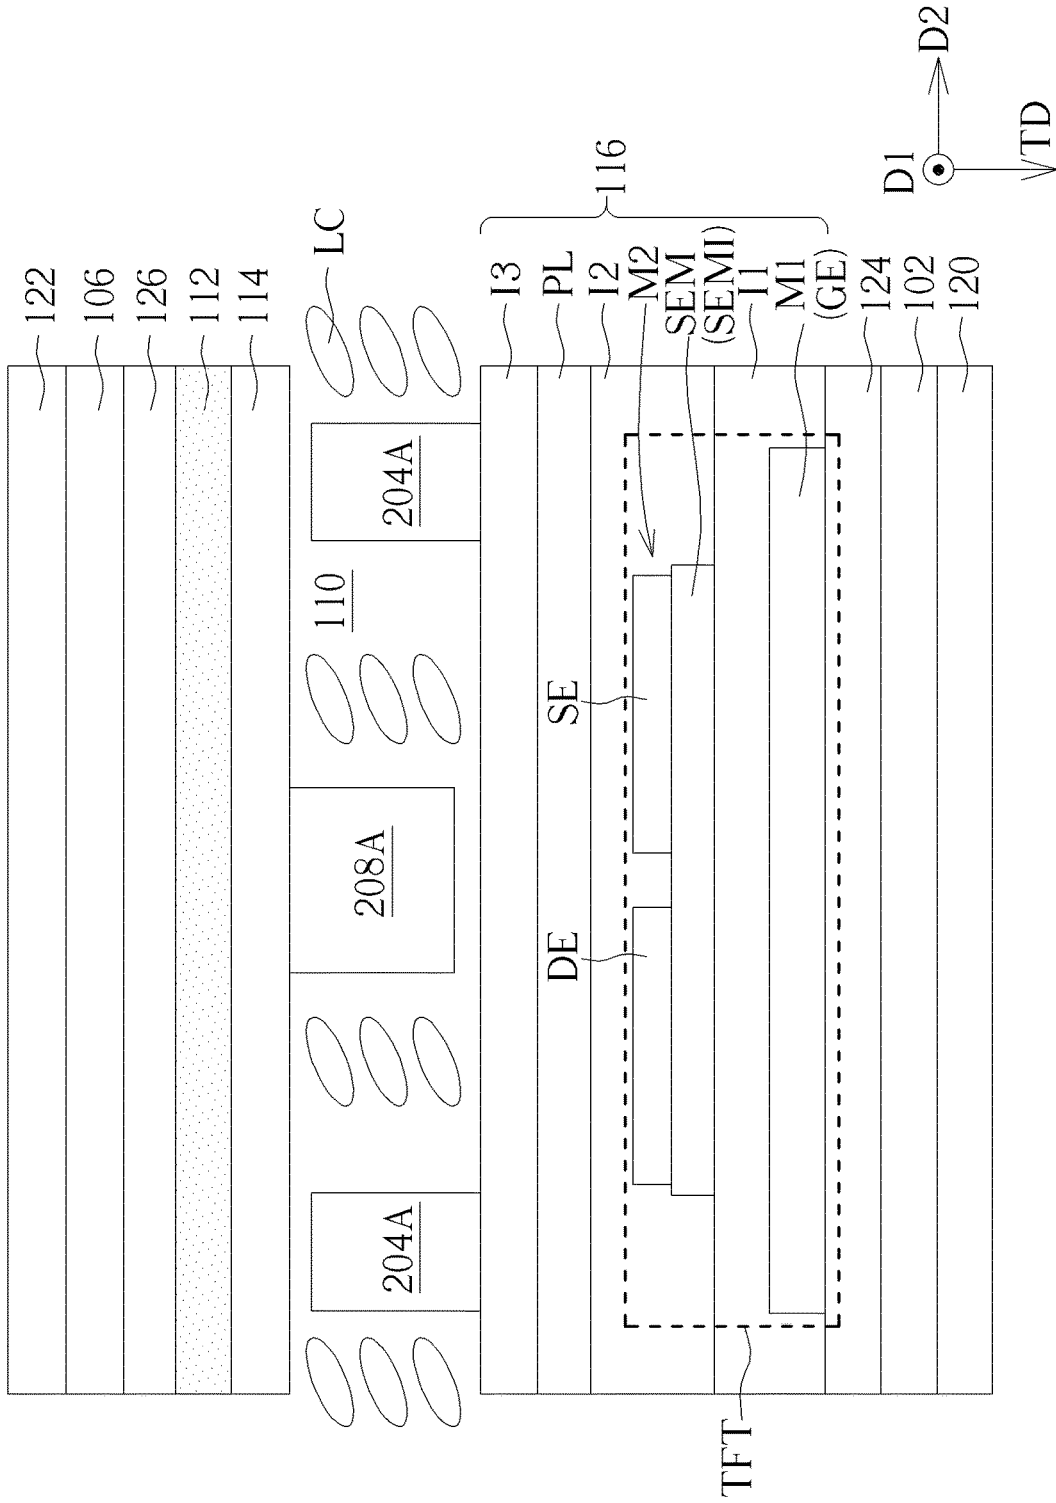 122
106
126
112
114
LC
I3
PL
I2
M2
SEM
(SEMI)
I1
M1
(GE)
124
102
120
116
D1
D2
TD
204A
110
208A
204A
SE
DE
TFT